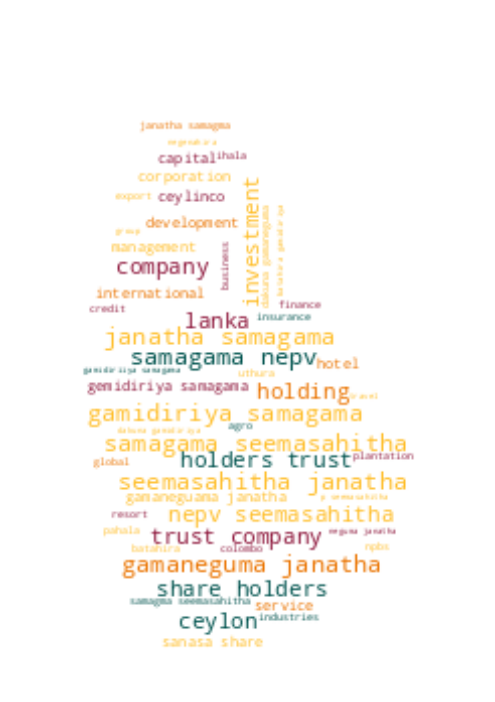 janatha samagma
capital
ihala
corporation
export
ceylinco
investment
development
group
management
business
company
international
credit
finance
insurance
lanka
janatha samagama
samagama nepv
hotel
gamidiriya samagama
uthura
gemidiriya samagama
holding
travel
gamidiriya samagama
agro
samagama seemasahitha
global
holders trust
plantation
seemasahitha janatha
gamaneguama janatha
resort
nepv seemasahitha
pahala
trust company
batahira
colombo
npbs
gamaneguma janatha
share holders
samagma seemasahitha
service
ceylon
industries
sanasa share